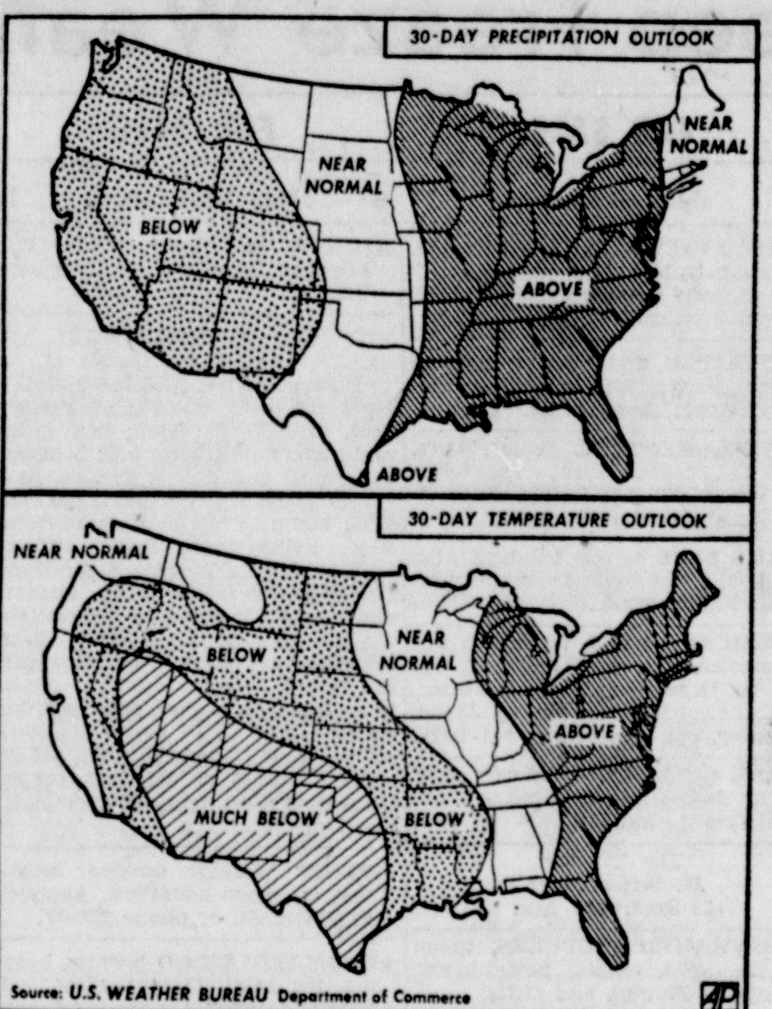 30-DAY PRECIPITATION OUTLOOK
NEAR
NORMAL
NEAR
NORMAL
BELOW
ABOVE
ABOVE
30-DAY TEMPERATURE OUTLOOK
NEAR NORMAL
BELOW
NEAR
NORMAL
ABOVE
MUCH BELOW
BELOW
Source: U.S. WEATHER BUREAU Department of Commerce
AP